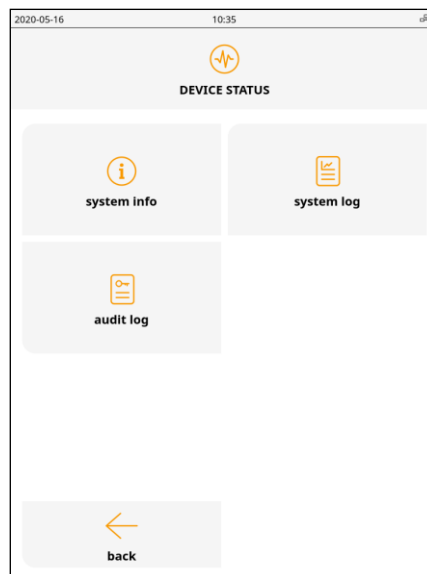 2020-05-16 10:35
DEVICE STATUS
system info system log
audit log
back